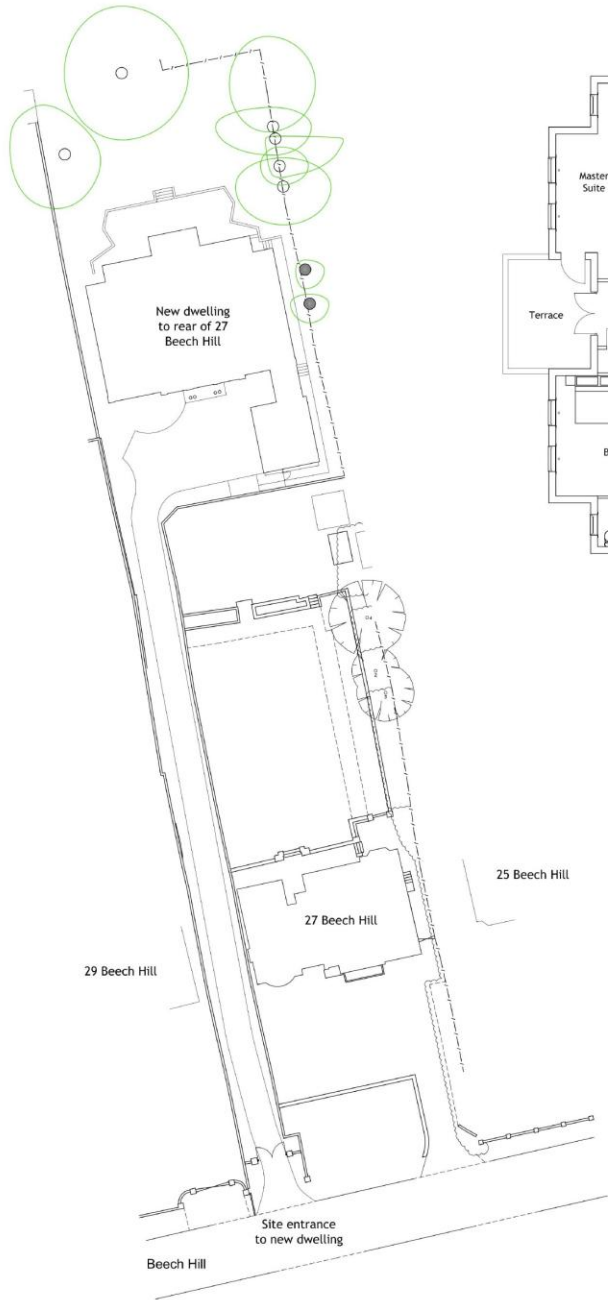 New dwelling
to rear of 27
Beech Hill
Master
Suite
Terrace
B
25 Beech Hill
27 Beech Hill
29 Beech Hill
Site entrance
to new dwelling
Beech Hill